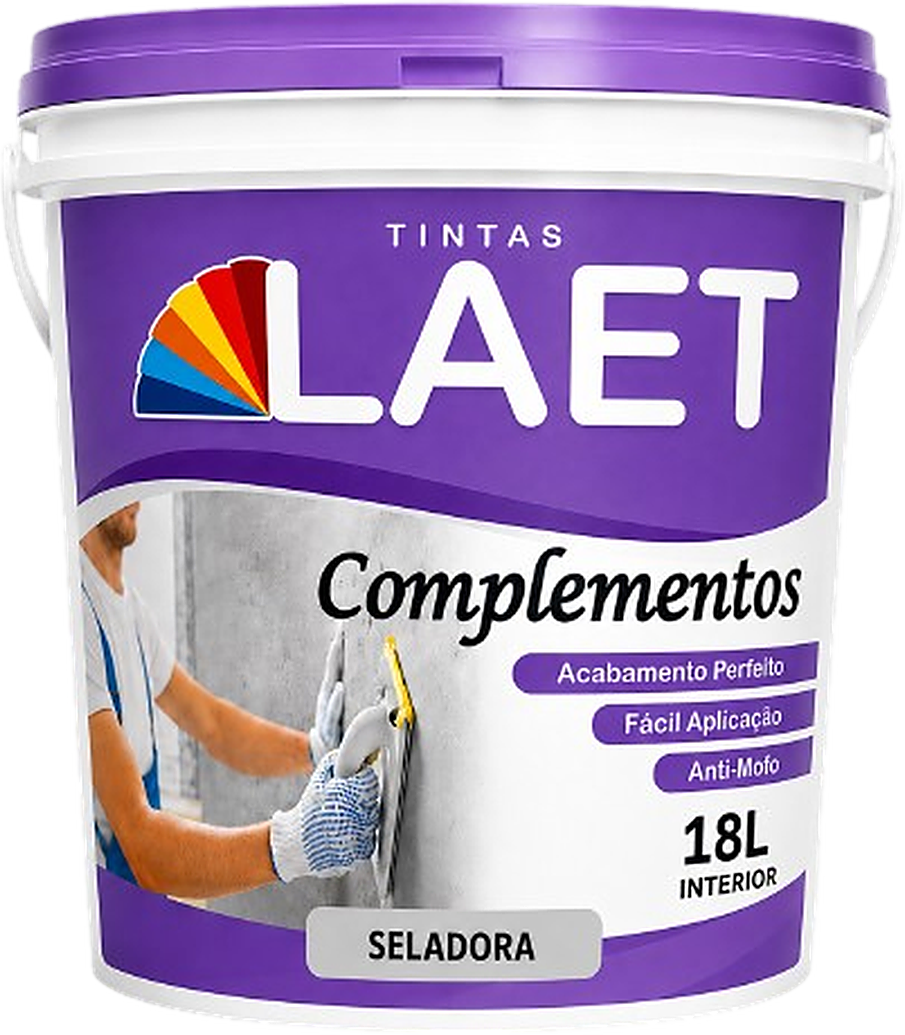 TINTAS
LAET
Complementos
Acabamento Perfeito
Fácil Aplicação
Anti-Mofo
18L
INTERIOR
SELADORA